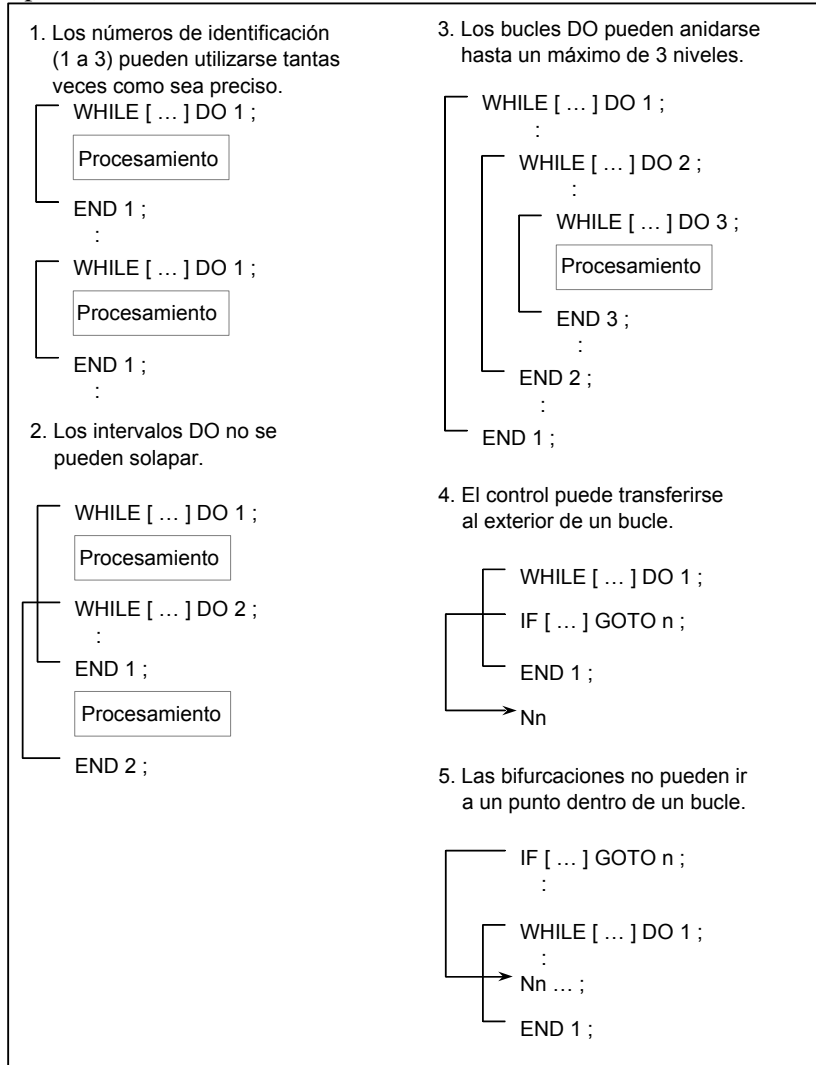 1. Los números de identificación
(1 a 3) pueden utilizarse tantas
veces como sea preciso.
WHILE [ … ] DO 1 ;
Procesamiento
END 1 ;
:
WHILE [ … ] DO 1 ;
Procesamiento
END 1 ;
:
2. Los intervalos DO no se
pueden solapar.
WHILE [ … ] DO 1 ;
Procesamiento
WHILE [ … ] DO 2 ;
:
END 1 ;
Procesamiento
END 2 ;
3. Los bucles DO pueden anidarse
hasta un máximo de 3 niveles.
WHILE [ … ] DO 1 ;
:
WHILE [ … ] DO 2 ;
:
WHILE [ … ] DO 3 ;
Procesamiento
END 3 ;
:
END 2 ;
:
END 1 ;
4. El control puede transferirse
al exterior de un bucle.
WHILE [ … ] DO 1 ;
IF [ … ] GOTO n ;
END 1 ;
Nn
5. Las bifurcaciones no pueden ir
a un punto dentro de un bucle.
IF [ … ] GOTO n ;
:
WHILE [ … ] DO 1 ;
:
Nn … ;
END 1 ;